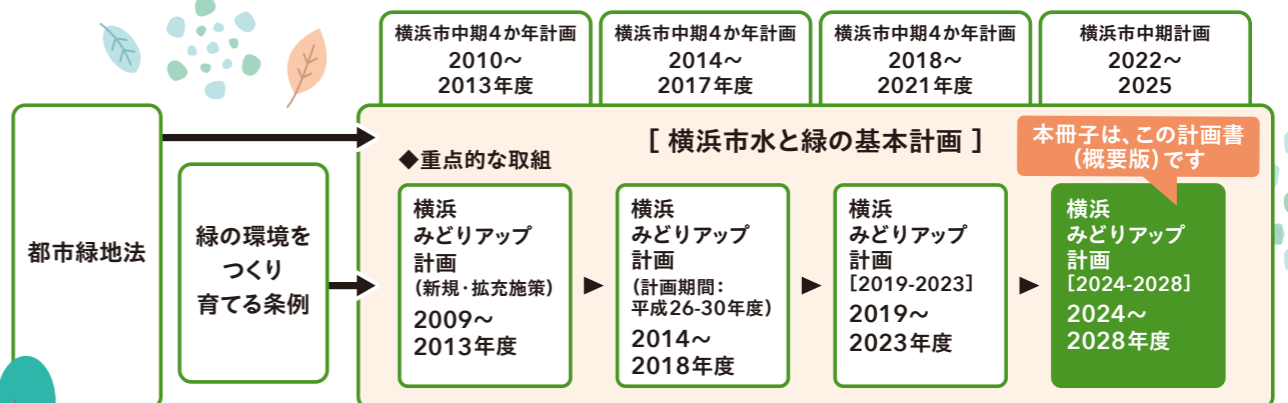 横浜市中期4か年計画
2010〜
2013年度
横浜市中期4か年計画
2014〜
2017年度
横浜市中期4か年計画
2018〜
2021年度
横浜市中期計画
2022〜
2025
都市緑地法
緑の環境を
つくり
育てる条例
［ 横浜市水と緑の基本計画 ］
本冊子は、この計画書
（概要版）です
◆重点的な取組
横浜
みどりアップ
計画
（新規・拡充施策）
2009〜
2013年度
▶
横浜
みどりアップ
計画
（計画期間：
平成26-30年度）
2014〜
2018年度
▶
横浜
みどりアップ
計画
[2019-2023]
2019〜
2023年度
▶
横浜
みどりアップ
計画
[2024-2028]
2024〜
2028年度